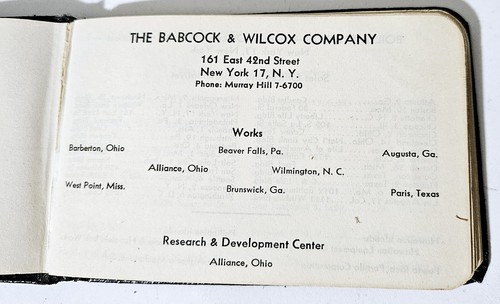 THE BABCOCK & WILCOX COMPANY
161 East 42nd Street
New York 17, N. Y.
Phone: Murray Hill 7-6700
Works
Barberton, Ohio Beaver Falls, Pa. Augusta, Ga.
Alliance, Ohio Wilmington, N. C.
West Point, Miss. Brunswick, Ga. Paris, Texas
Research & Development Center
Alliance, Ohio